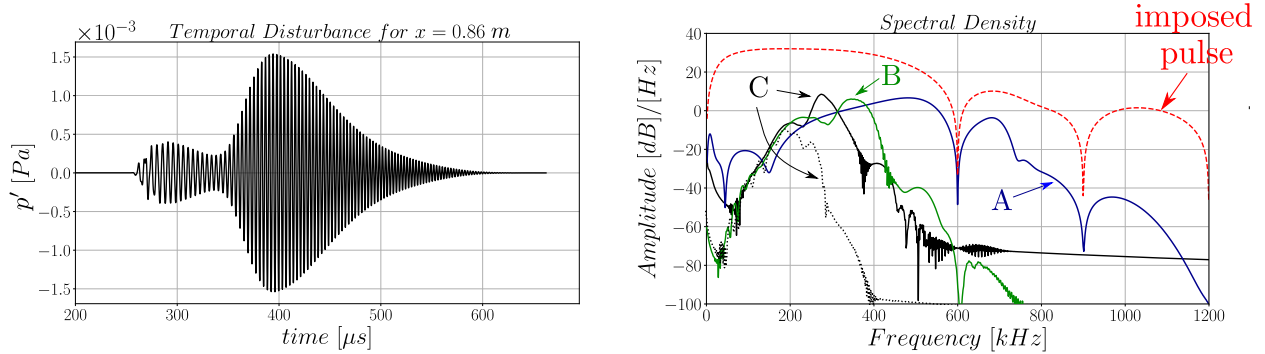 ×10⁻³
Temporal Disturbance for x = 0.86 m
1.5
1.0
0.5
0.0
−0.5
−1.0
−1.5
p′ [Pa]
200 300 400 500 600
time [μs]
imposed
pulse
Spectral Density
40
20
0
−20
−40
−60
−80
−100
Amplitude [dB]/[Hz]
C
B
A
0 200 400 600 800 1000 1200
Frequency [kHz]